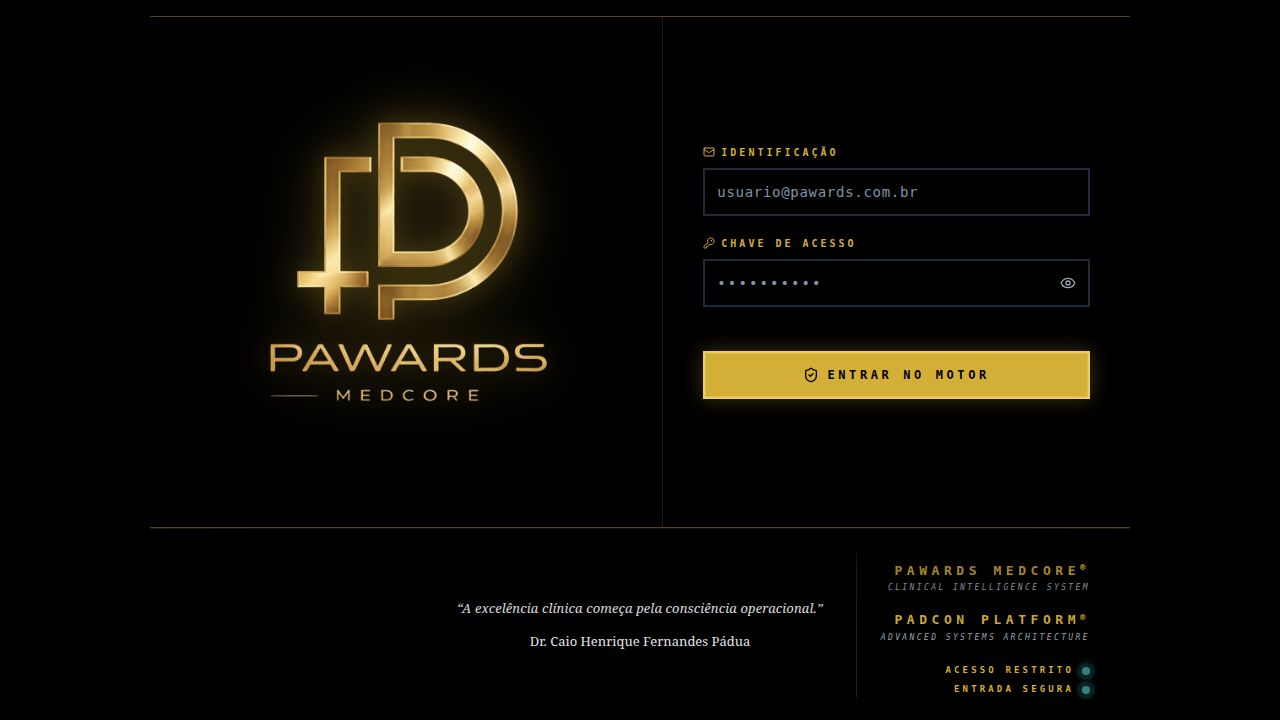 PAWARDS
MEDCORE
IDENTIFICAÇÃO
usuario@pawards.com.br
CHAVE DE ACESSO
••••••••••
ENTRAR NO MOTOR
“A excelência clínica começa pela consciência operacional.”
Dr. Caio Henrique Fernandes Pádua
PAWARDS MEDCORE®
CLINICAL INTELLIGENCE SYSTEM
PADCON PLATFORM®
ADVANCED SYSTEMS ARCHITECTURE
ACESSO RESTRITO
ENTRADA SEGURA